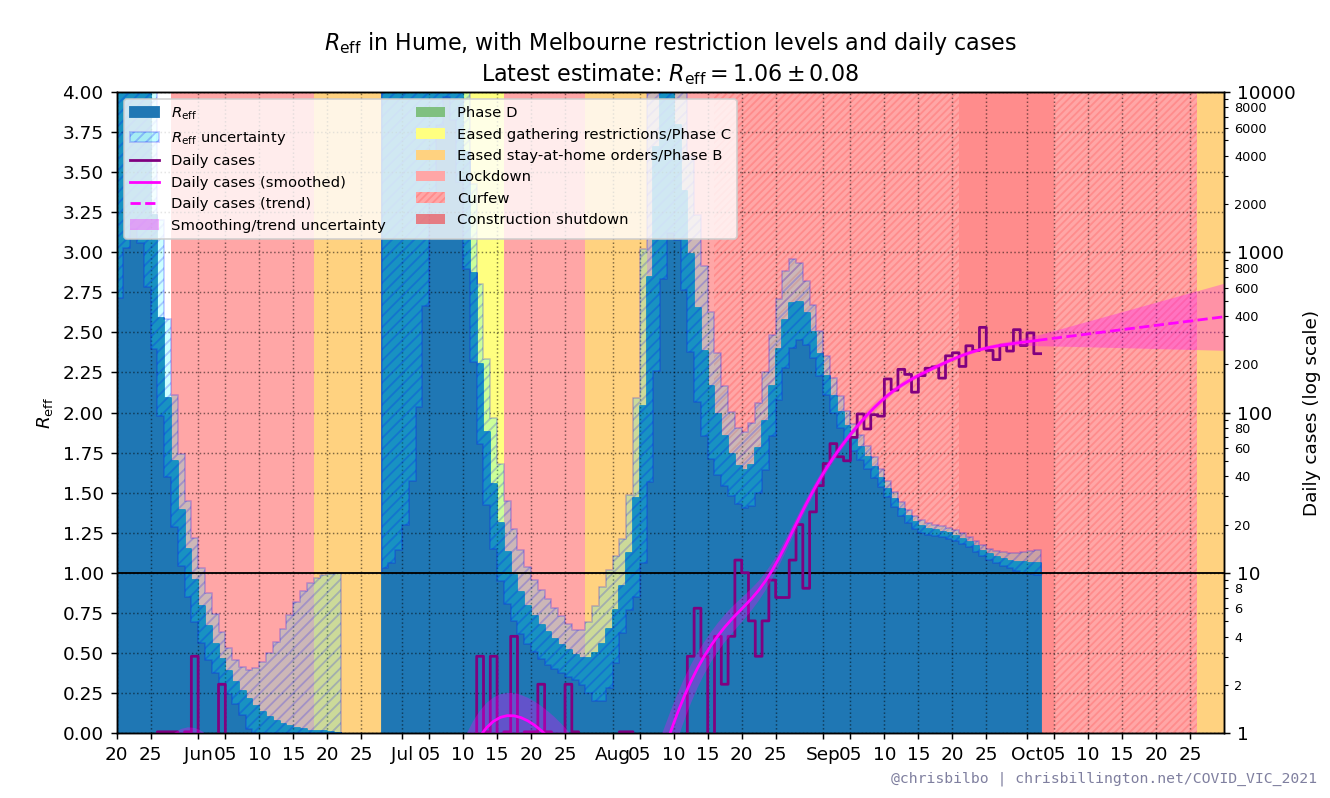 R_eff in Hume, with Melbourne restriction levels and daily cases
Latest estimate: R_eff = 1.06 ± 0.08
R_eff
R_eff uncertainty
Daily cases
Daily cases (smoothed)
Daily cases (trend)
Smoothing/trend uncertainty
Phase D
Eased gathering restrictions/Phase C
Eased stay-at-home orders/Phase B
Lockdown
Curfew
Construction shutdown
R_eff
4.00
3.75
3.50
3.25
3.00
2.75
2.50
2.25
2.00
1.75
1.50
1.25
1.00
0.75
0.50
0.25
0.00
10000
8000
6000
4000
2000
1000
800
600
400
200
100
80
60
40
20
10
8
6
4
2
1
Daily cases (log scale)
20 25 Jun 05 10 15 20 25 Jul 05 10 15 20 25 Aug 05 10 15 20 25 Sep 05 10 15 20 25 Oct 05 10 15 20 25
@chrisbilbo | chrisbillington.net/COVID_VIC_2021